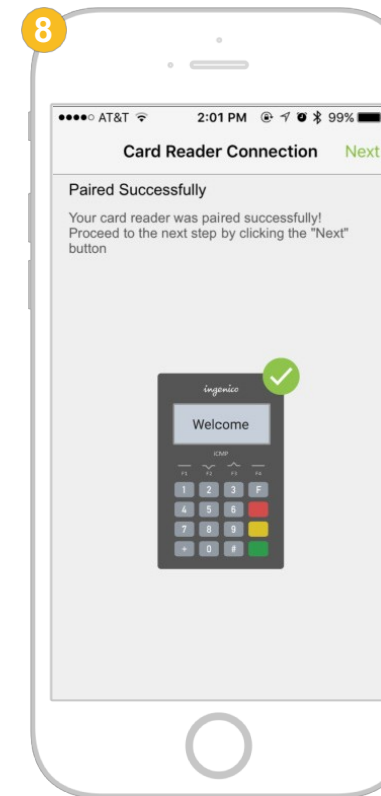 8
AT&T 2:01 PM 99%
Card Reader Connection Next
Paired Successfully
Your card reader was paired successfully!
Proceed to the next step by clicking the "Next"
button
ingenico
Welcome
iCMP
F1 F2 F3 F4
1 2 3 F
4 5 6
7 8 9
+ 0 #